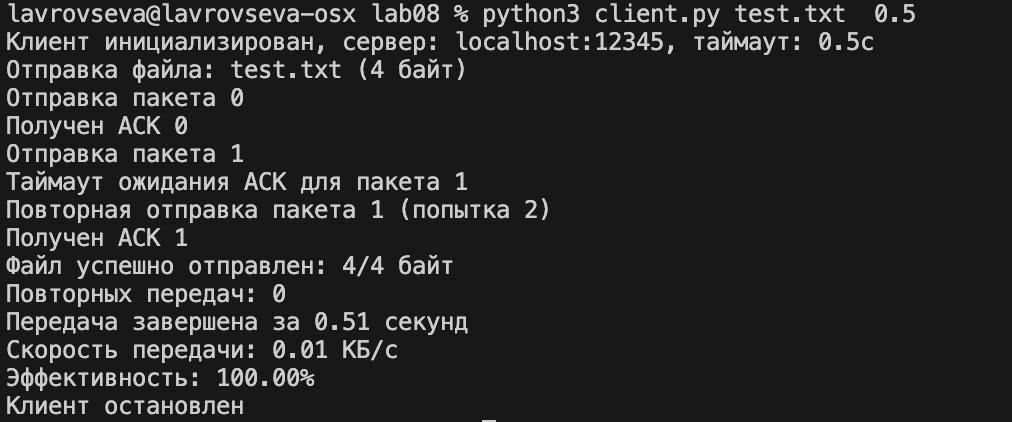 lavrovseva@lavrovseva-osx lab08 % python3 client.py test.txt  0.5
Клиент инициализирован, сервер: localhost:12345, таймаут: 0.5с
Отправка файла: test.txt (4 байт)
Отправка пакета 0
Получен ACK 0
Отправка пакета 1
Таймаут ожидания ACK для пакета 1
Повторная отправка пакета 1 (попытка 2)
Получен ACK 1
Файл успешно отправлен: 4/4 байт
Повторных передач: 0
Передача завершена за 0.51 секунд
Скорость передачи: 0.01 КБ/с
Эффективность: 100.00%
Клиент остановлен